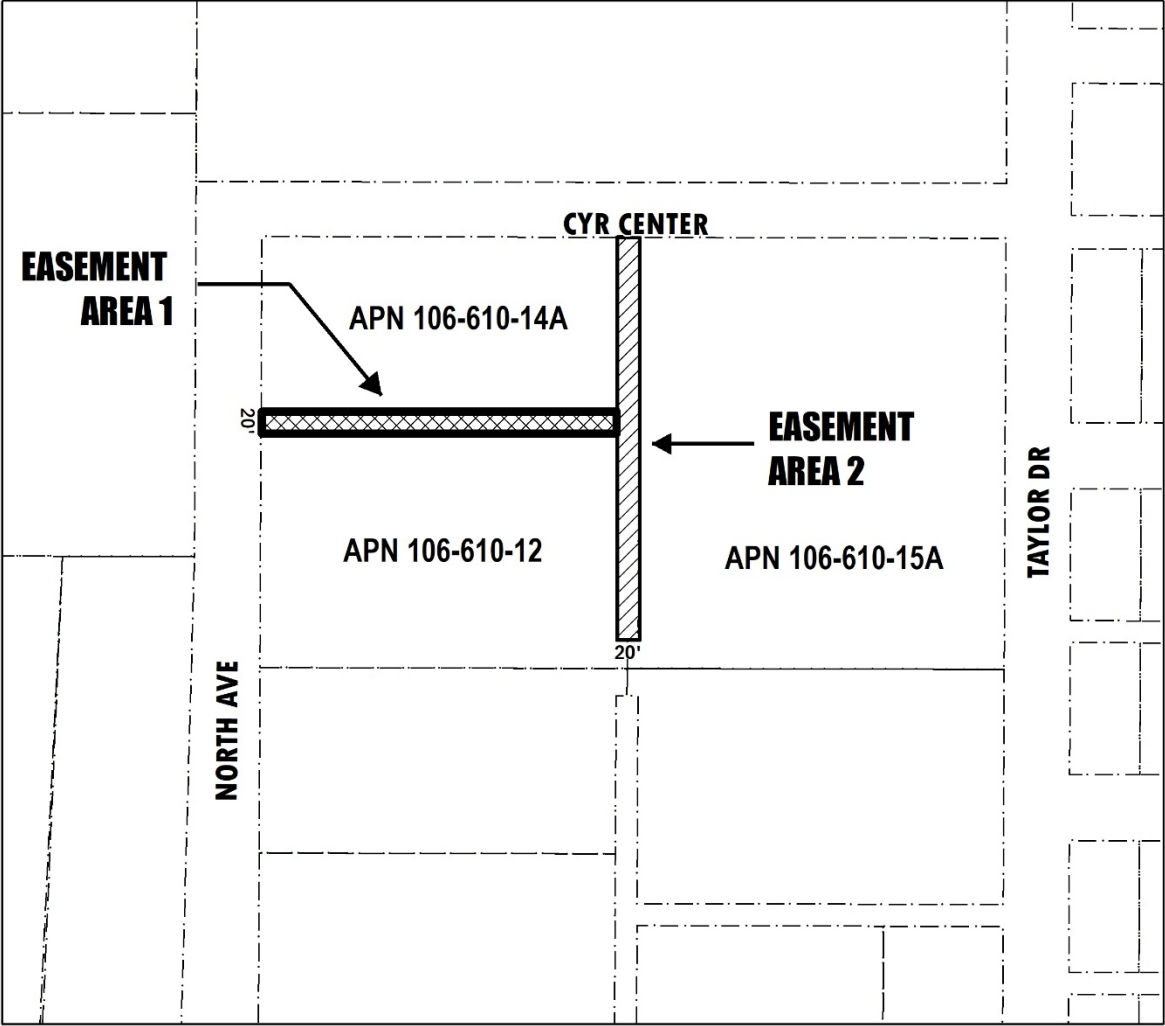 CYR CENTER
EASEMENT
AREA 1
APN 106-610-14A
20'
EASEMENT
AREA 2
TAYLOR DR
APN 106-610-12
APN 106-610-15A
20'
NORTH AVE